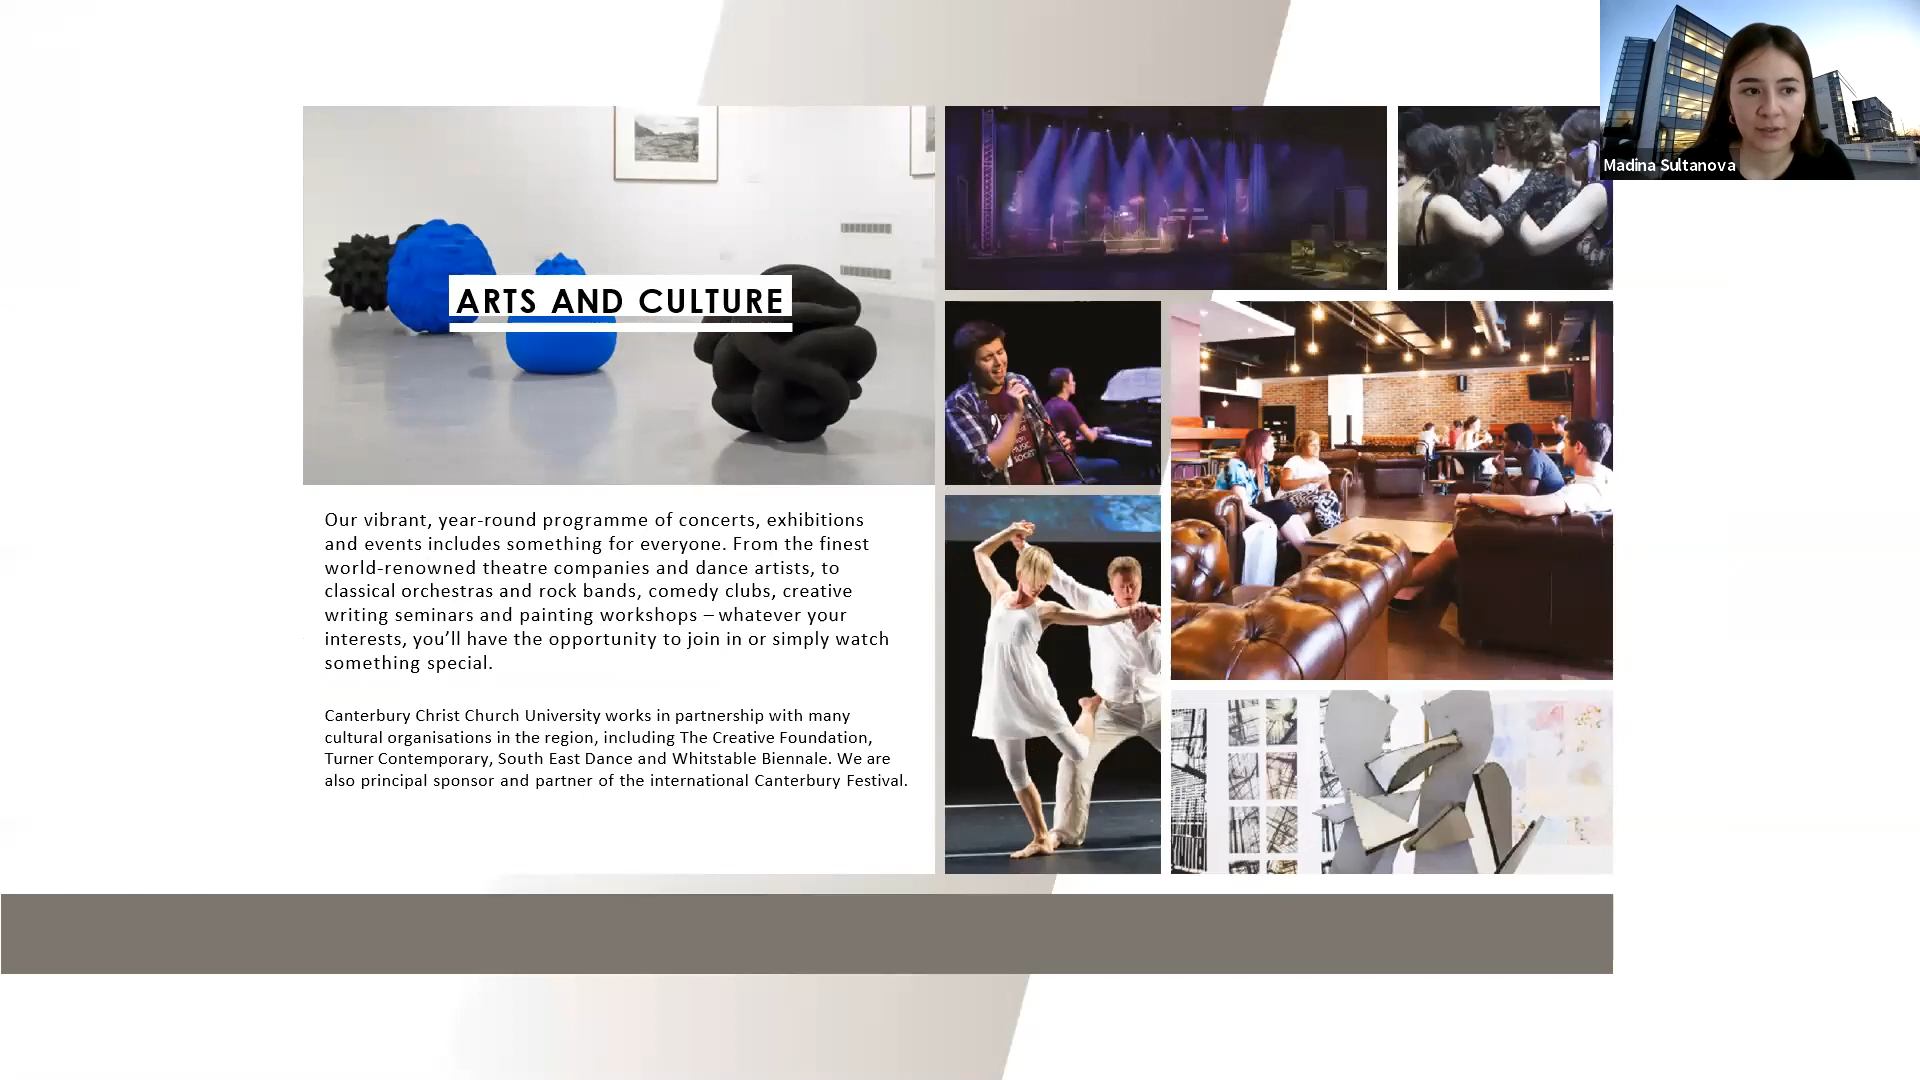 Madina Sultanova
ARTS AND CULTURE
Our vibrant, year-round programme of concerts, exhibitions
and events includes something for everyone. From the finest
world-renowned theatre companies and dance artists, to
classical orchestras and rock bands, comedy clubs, creative
writing seminars and painting workshops – whatever your
interests, you’ll have the opportunity to join in or simply watch
something special.
Canterbury Christ Church University works in partnership with many
cultural organisations in the region, including The Creative Foundation,
Turner Contemporary, South East Dance and Whitstable Biennale. We are
also principal sponsor and partner of the international Canterbury Festival.
MUSIC